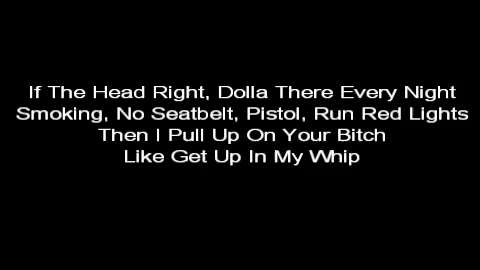 If The Head Right, Dolla There Every Night
Smoking, No Seatbelt, Pistol, Run Red Lights
Then I Pull Up On Your Bitch
Like Get Up In My Whip